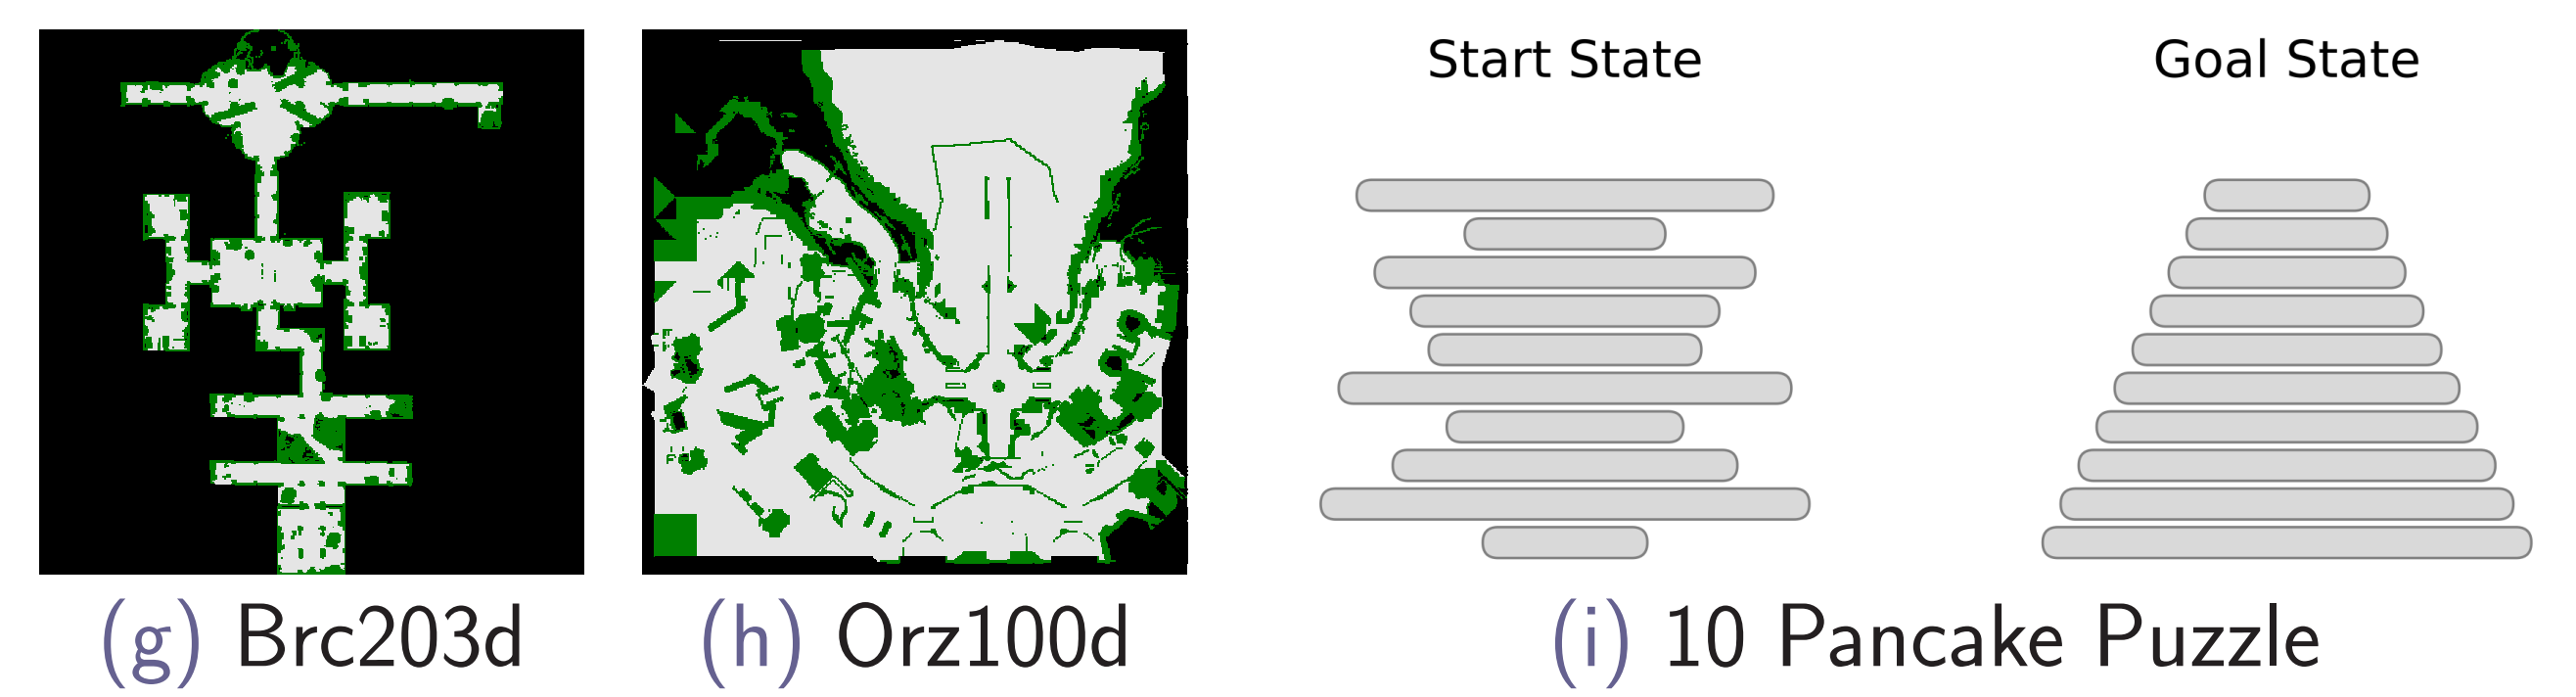 Start State
Goal State
(g) Brc203d
(h) Orz100d
(i) 10 Pancake Puzzle